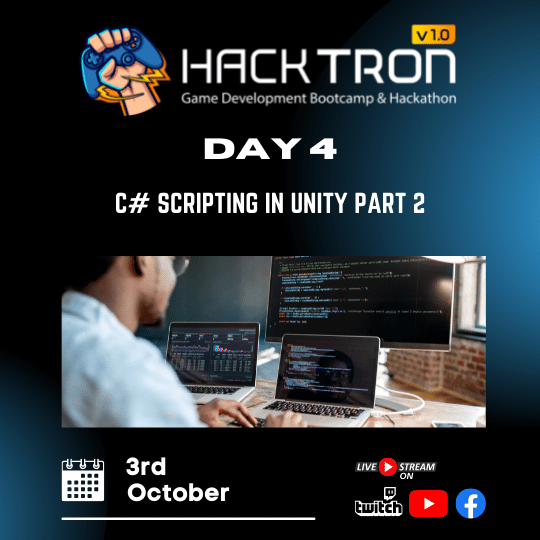 v 1.0
HACKTRON
Game Development Bootcamp & Hackathon
DAY 4
C# SCRIPTING IN UNITY PART 2
3rd
October
LIVE STREAM
ON
twitch